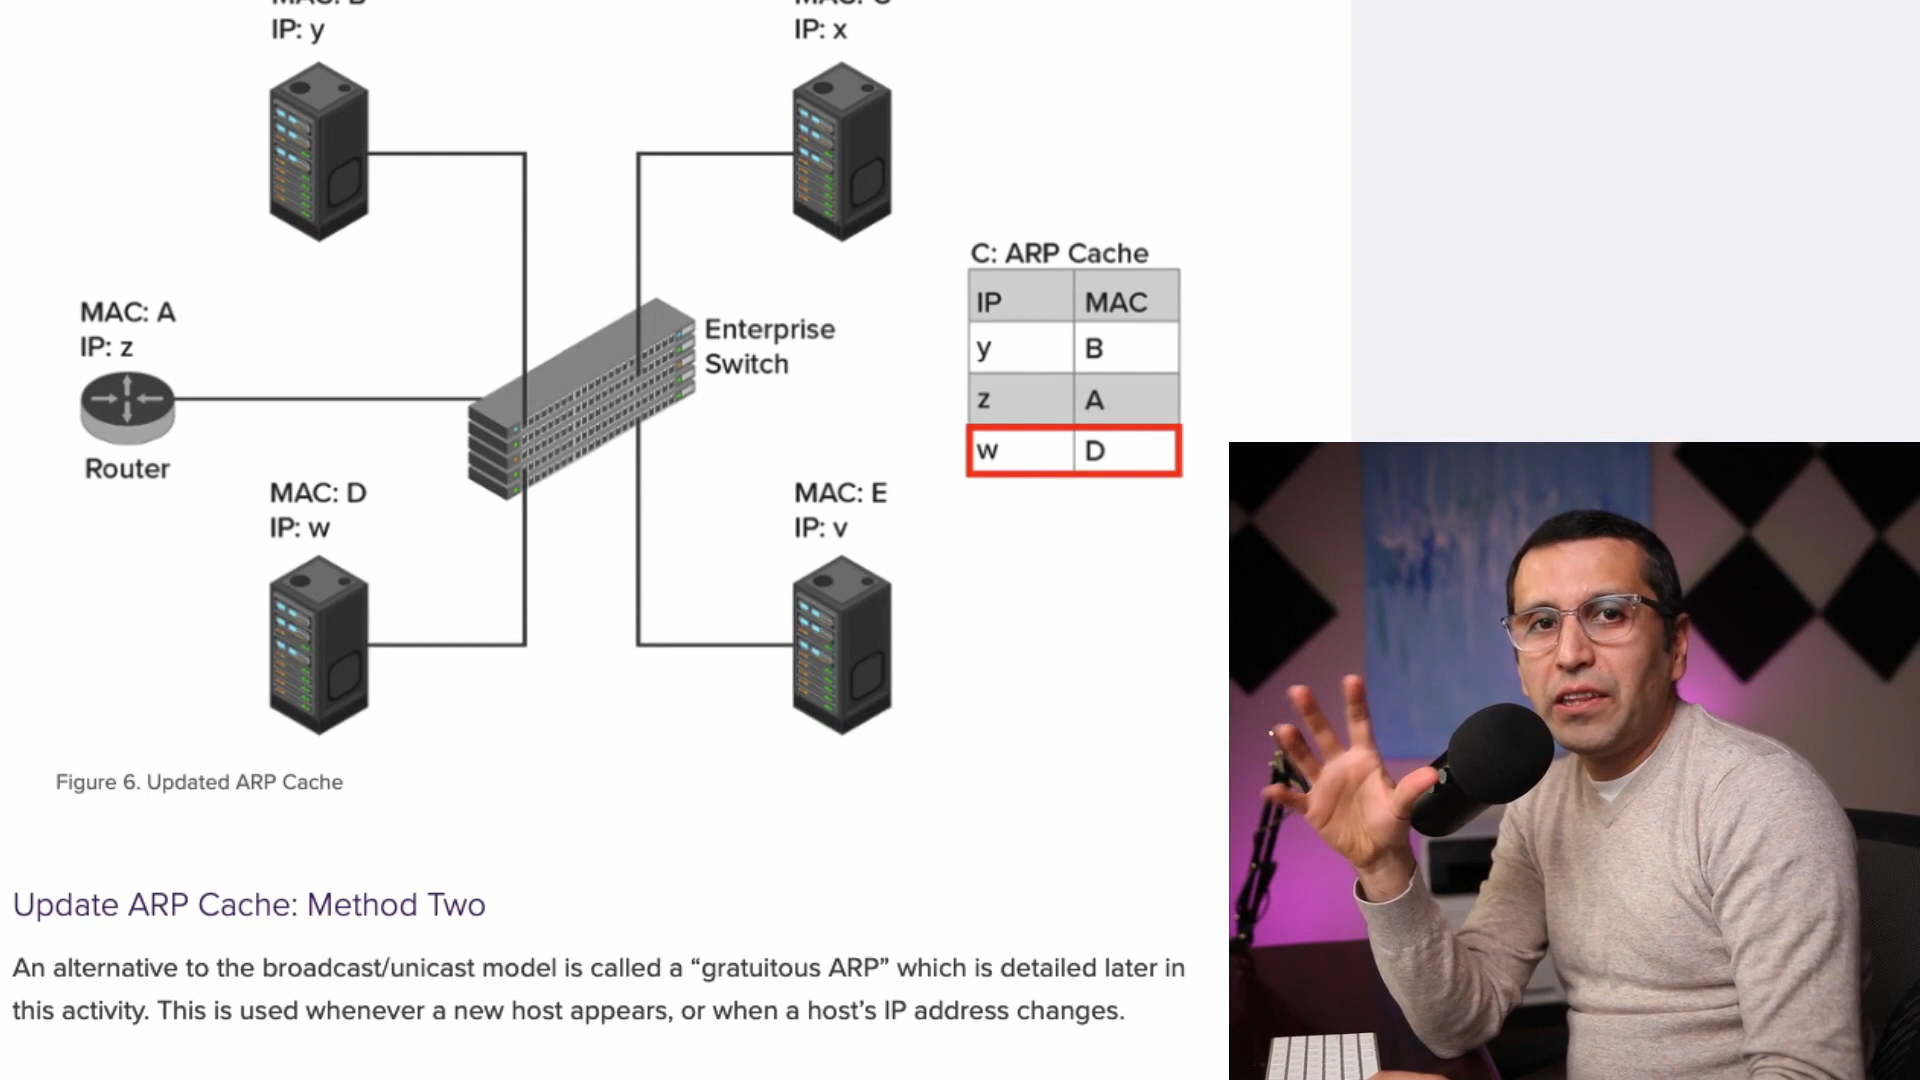 MAC: B
IP: y
MAC: C
IP: x
C: ARP Cache
IP MAC
y B
z A
w D
MAC: A
IP: z
Router
Enterprise
Switch
MAC: D
IP: w
MAC: E
IP: v
Figure 6. Updated ARP Cache
Update ARP Cache: Method Two
An alternative to the broadcast/unicast model is called a “gratuitous ARP” which is detailed later in
this activity. This is used whenever a new host appears, or when a host’s IP address changes.